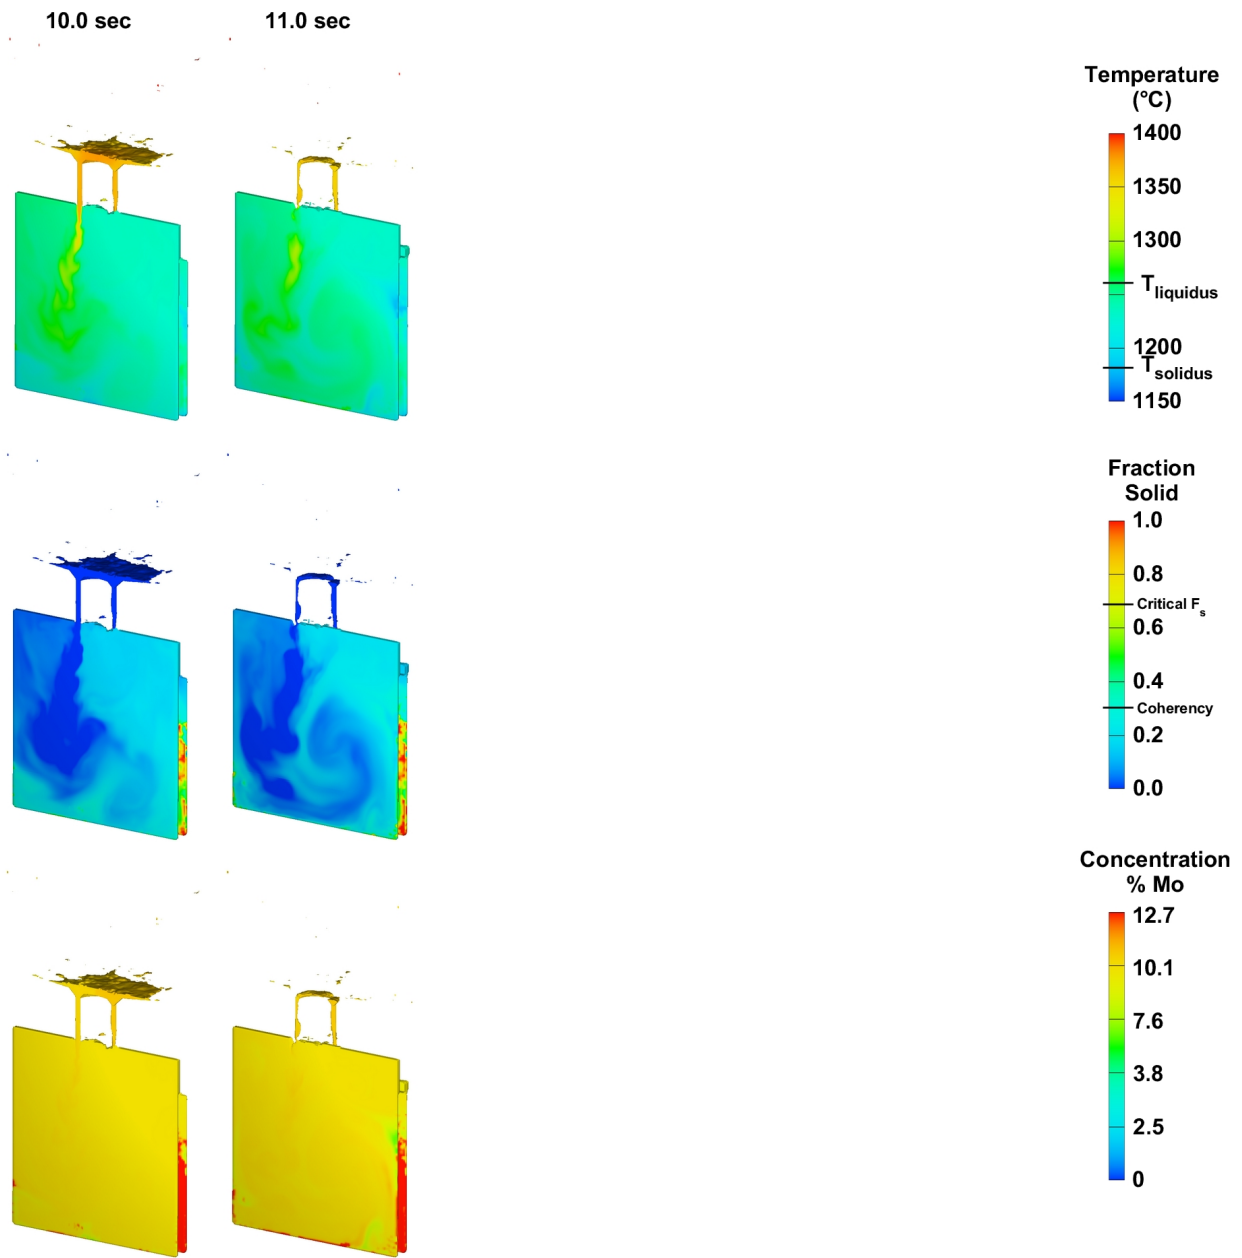 10.0 sec 11.0 sec
Temperature
(°C)
1400
1350
1300
Tliquidus
1200
Tsolidus
1150
Fraction
Solid
1.0
0.8
Critical Fs
0.6
0.4
Coherency
0.2
0.0
Concentration
% Mo
12.7
10.1
7.6
3.8
2.5
0